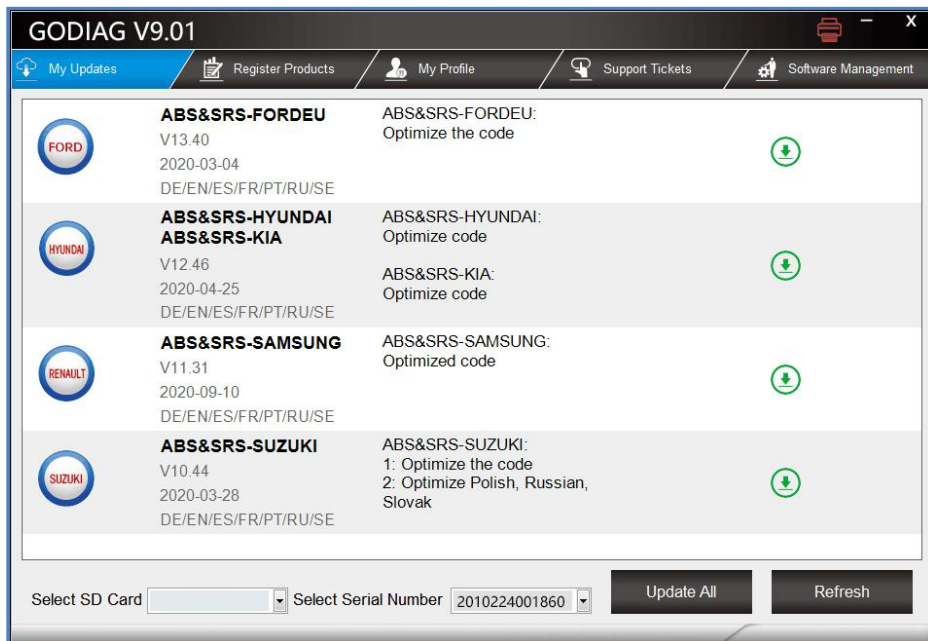 GODIAG V9.01
X
My Updates
Register Products
My Profile
Support Tickets
Software Management
FORD
ABS&SRS-FORDEU
V13.40
2020-03-04
DE/EN/ES/FR/PT/RU/SE
ABS&SRS-FORDEU:
Optimize the code
HYUNDAI
ABS&SRS-HYUNDAI
ABS&SRS-KIA
V12.46
2020-04-25
DE/EN/ES/FR/PT/RU/SE
ABS&SRS-HYUNDAI:
Optimize code
ABS&SRS-KIA:
Optimize code
RENAULT
ABS&SRS-SAMSUNG
V11.31
2020-09-10
DE/EN/ES/FR/PT/RU/SE
ABS&SRS-SAMSUNG:
Optimized code
SUZUKI
ABS&SRS-SUZUKI
V10.44
2020-03-28
DE/EN/ES/FR/PT/RU/SE
ABS&SRS-SUZUKI:
1: Optimize the code
2: Optimize Polish, Russian,
Slovak
Select SD Card
Select Serial Number
2010224001860
Update All
Refresh